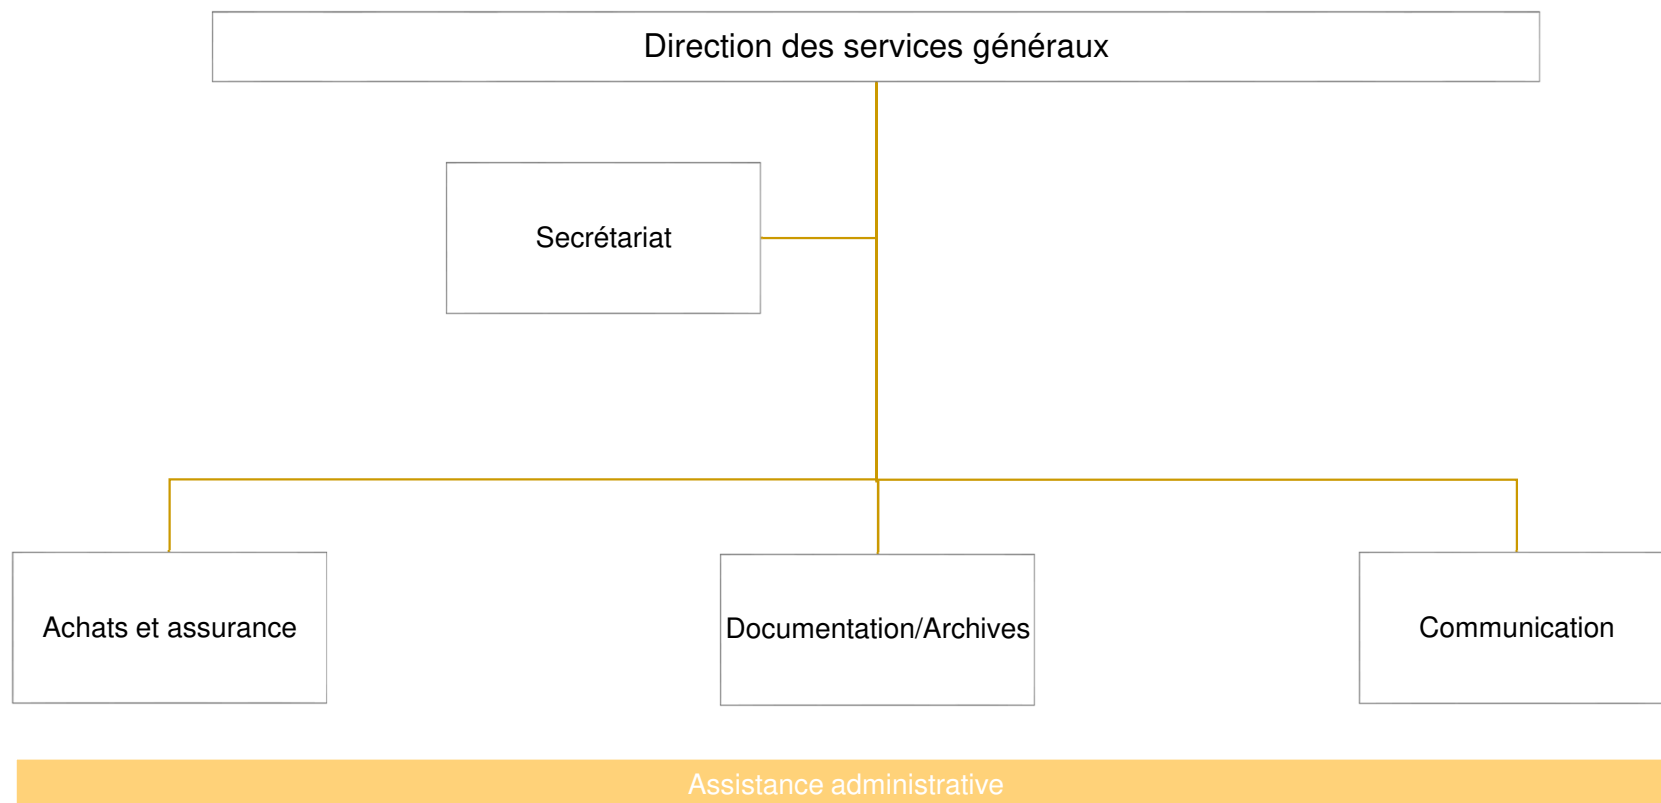 Direction des services généraux
Secrétariat
Achats et assurance
Documentation/Archives
Communication
Assistance administrative